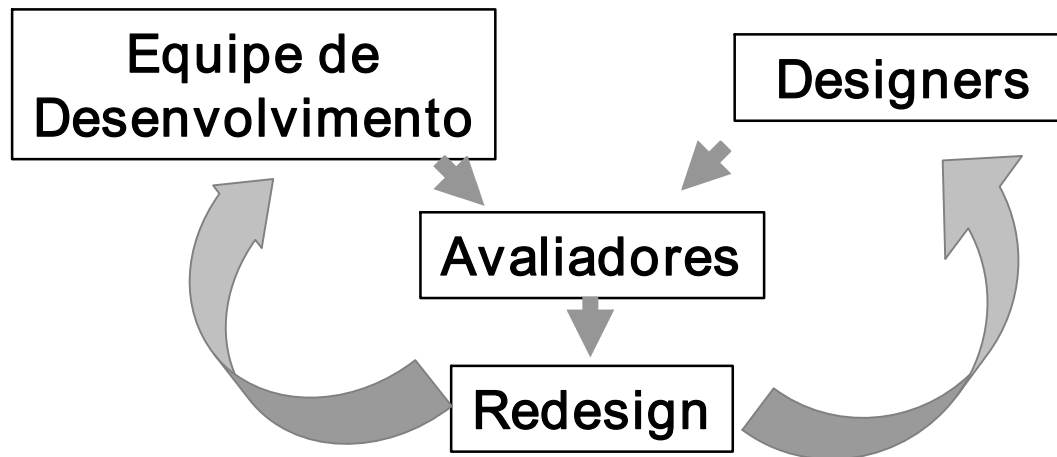 Equipe de
Desenvolvimento
Designers
Avaliadores
Redesign